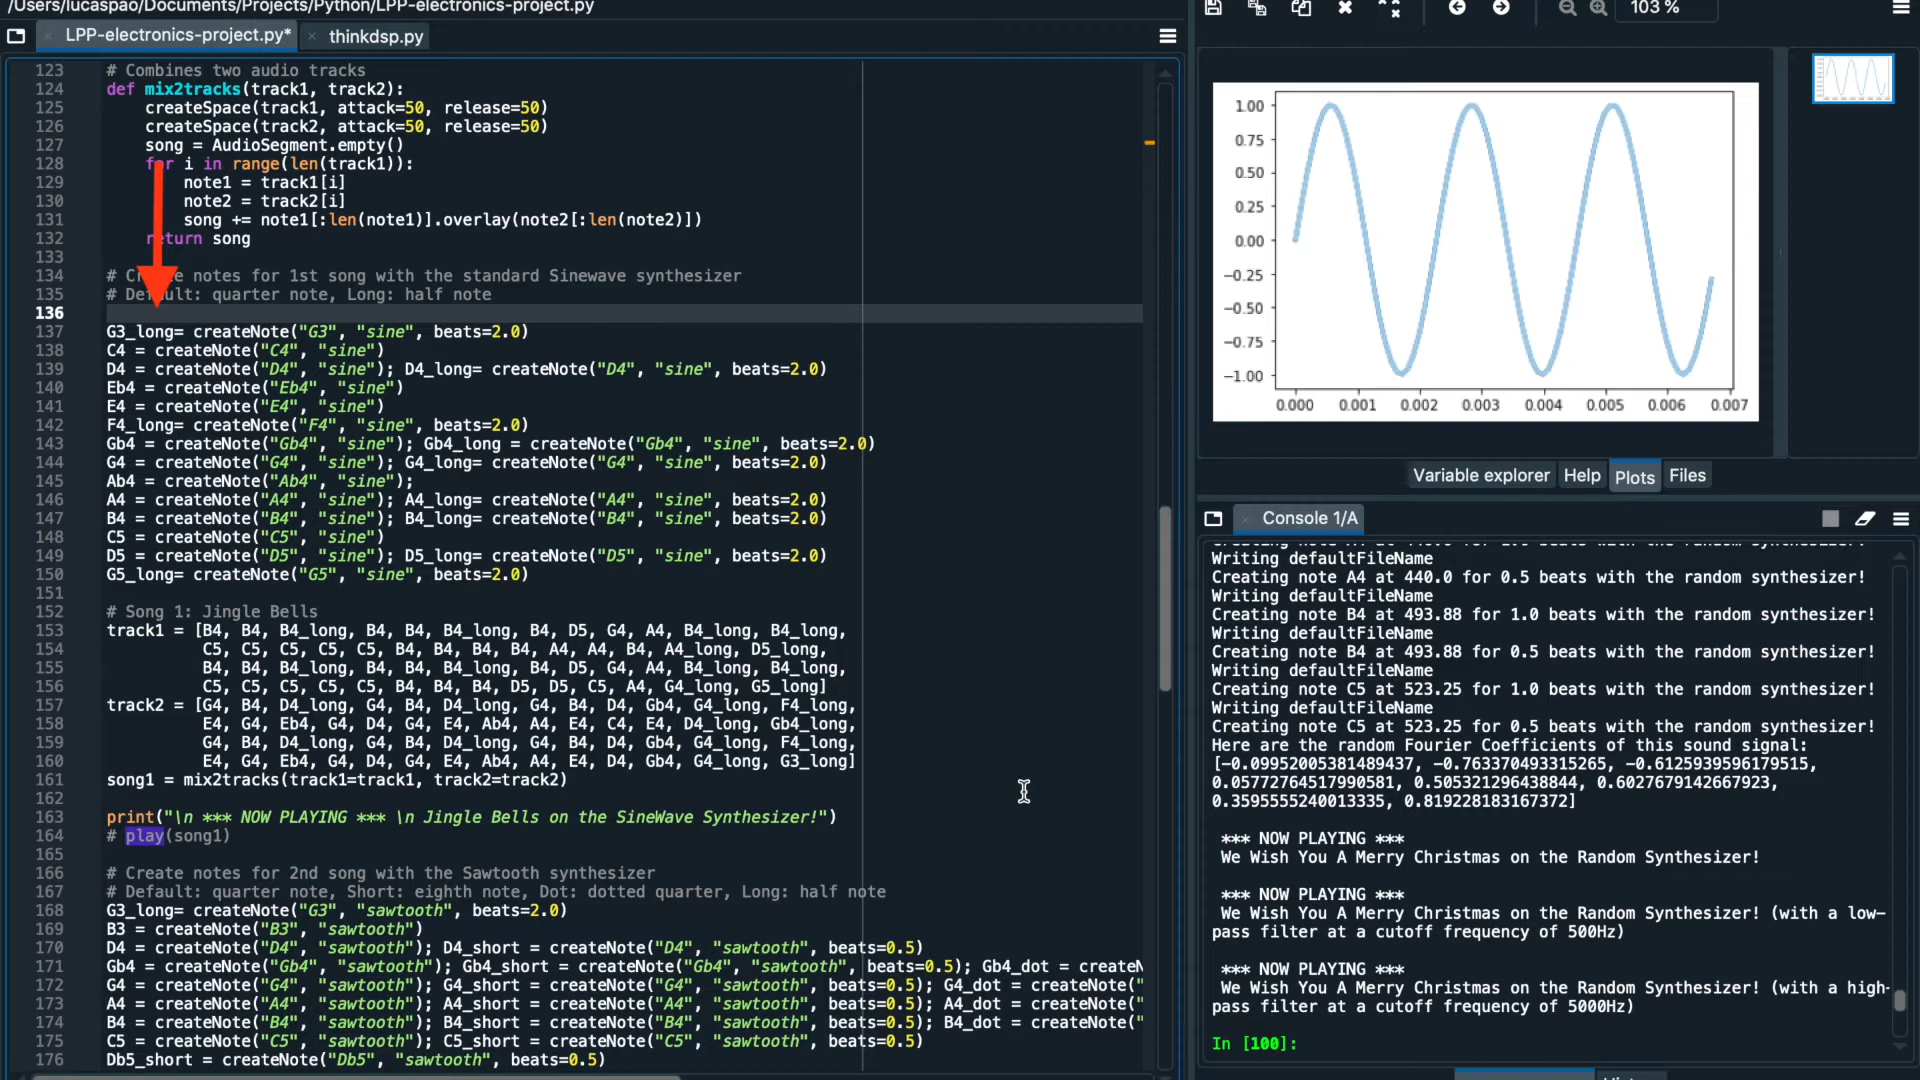 /Users/lucaspao/Documents/Projects/Python/LPP-electronics-project.py
LPP-electronics-project.py*
thinkdsp.py
123 # Combines two audio tracks
124 def mix2tracks(track1, track2):
125 createSpace(track1, attack=50, release=50)
126 createSpace(track2, attack=50, release=50)
127 song = AudioSegment.empty()
128 for i in range(len(track1)):
129 note1 = track1[i]
130 note2 = track2[i]
131 song += note1[:len(note1)].overlay(note2[:len(note2)])
132 return song
133
134 # Create notes for 1st song with the standard Sinewave synthesizer
135 # Default: quarter note, Long: half note
136
137 G3_long= createNote("G3", "sine", beats=2.0)
138 C4 = createNote("C4", "sine")
139 D4 = createNote("D4", "sine"); D4_long= createNote("D4", "sine", beats=2.0)
140 Eb4 = createNote("Eb4", "sine")
141 E4 = createNote("E4", "sine")
142 F4_long= createNote("F4", "sine", beats=2.0)
143 Gb4 = createNote("Gb4", "sine"); Gb4_long = createNote("Gb4", "sine", beats=2.0)
144 G4 = createNote("G4", "sine"); G4_long= createNote("G4", "sine", beats=2.0)
145 Ab4 = createNote("Ab4", "sine");
146 A4 = createNote("A4", "sine"); A4_long= createNote("A4", "sine", beats=2.0)
147 B4 = createNote("B4", "sine"); B4_long= createNote("B4", "sine", beats=2.0)
148 C5 = createNote("C5", "sine")
149 D5 = createNote("D5", "sine"); D5_long= createNote("D5", "sine", beats=2.0)
150 G5_long= createNote("G5", "sine", beats=2.0)
151
152 # Song 1: Jingle Bells
153 track1 = [B4, B4, B4_long, B4, B4, B4_long, B4, D5, G4, A4, B4_long, B4_long,
154 C5, C5, C5, C5, C5, B4, B4, B4, B4, A4, A4, B4, A4_long, D5_long,
155 B4, B4, B4_long, B4, B4, B4_long, B4, D5, G4, A4, B4_long, B4_long,
156 C5, C5, C5, C5, C5, B4, B4, B4, D5, D5, C5, A4, G4_long, G5_long]
157 track2 = [G4, B4, D4_long, G4, B4, D4_long, G4, B4, D4, Gb4, G4_long, F4_long,
158 E4, G4, Eb4, G4, D4, G4, E4, Ab4, A4, E4, C4, E4, D4_long, Gb4_long,
159 G4, B4, D4_long, G4, B4, D4_long, G4, B4, D4, Gb4, G4_long, F4_long,
160 E4, G4, Eb4, G4, D4, G4, E4, Ab4, A4, E4, D4, Gb4, G4_long, G3_long]
161 song1 = mix2tracks(track1=track1, track2=track2)
162
163 print("\n *** NOW PLAYING *** \n Jingle Bells on the SineWave Synthesizer!")
164 # play(song1)
165
166 # Create notes for 2nd song with the Sawtooth synthesizer
167 # Default: quarter note, Short: eighth note, Dot: dotted quarter, Long: half note
168 G3_long= createNote("G3", "sawtooth", beats=2.0)
169 B3 = createNote("B3", "sawtooth")
170 D4 = createNote("D4", "sawtooth"); D4_short = createNote("D4", "sawtooth", beats=0.5)
171 Gb4 = createNote("Gb4", "sawtooth"); Gb4_short = createNote("Gb4", "sawtooth", beats=0.5); Gb4_dot = createN
172 G4 = createNote("G4", "sawtooth"); G4_short = createNote("G4", "sawtooth", beats=0.5); G4_dot = createNote("
173 A4 = createNote("A4", "sawtooth"); A4_short = createNote("A4", "sawtooth", beats=0.5); A4_dot = createNote("
174 B4 = createNote("B4", "sawtooth"); B4_short = createNote("B4", "sawtooth", beats=0.5); B4_dot = createNote("
175 C5 = createNote("C5", "sawtooth"); C5_short = createNote("C5", "sawtooth", beats=0.5)
176 Db5_short = createNote("Db5", "sawtooth", beats=0.5)
103 %
1.00
0.75
0.50
0.25
0.00
−0.25
−0.50
−0.75
−1.00
0.000 0.001 0.002 0.003 0.004 0.005 0.006 0.007
Variable explorer Help Plots Files
Console 1/A
Writing defaultFileName
Creating note A4 at 440.0 for 0.5 beats with the random synthesizer!
Writing defaultFileName
Creating note B4 at 493.88 for 1.0 beats with the random synthesizer!
Writing defaultFileName
Creating note B4 at 493.88 for 0.5 beats with the random synthesizer!
Writing defaultFileName
Creating note C5 at 523.25 for 1.0 beats with the random synthesizer!
Writing defaultFileName
Creating note C5 at 523.25 for 0.5 beats with the random synthesizer!
Here are the random Fourier Coefficients of this sound signal:
[-0.09952005381489437, -0.763370493315265, -0.6125939596179515,
0.05772764517990581, 0.505321296438844, 0.6027679142667923,
0.3595555240013335, 0.819228183167372]
*** NOW PLAYING ***
We Wish You A Merry Christmas on the Random Synthesizer!
*** NOW PLAYING ***
We Wish You A Merry Christmas on the Random Synthesizer! (with a low-
pass filter at a cutoff frequency of 500Hz)
*** NOW PLAYING ***
We Wish You A Merry Christmas on the Random Synthesizer! (with a high-
pass filter at a cutoff frequency of 5000Hz)
In [100]: